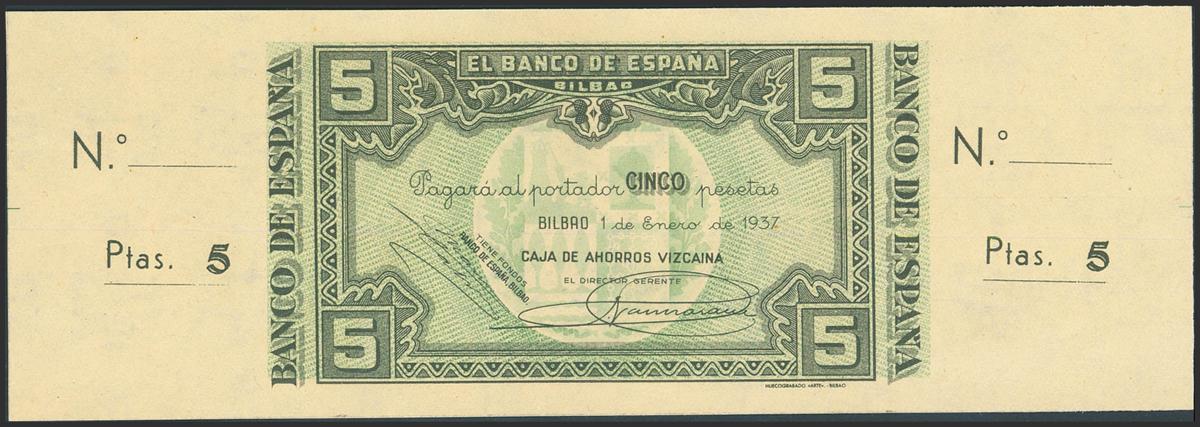 N.º
Ptas. 5
BANCO DE ESPAÑA
5
EL BANCO DE ESPAÑA
BILBAO
5
Pagará al portador CINCO pesetas
BILBAO 1 de Enero de 1937
CAJA DE AHORROS VIZCAINA
EL DIRECTOR GERENTE
TIENE FONDOS
BANCO DE ESPAÑA, BILBAO.
5
5
HUECOGRABADO «ARTE». - BILBAO
BANCO DE ESPAÑA
N.º
Ptas. 5